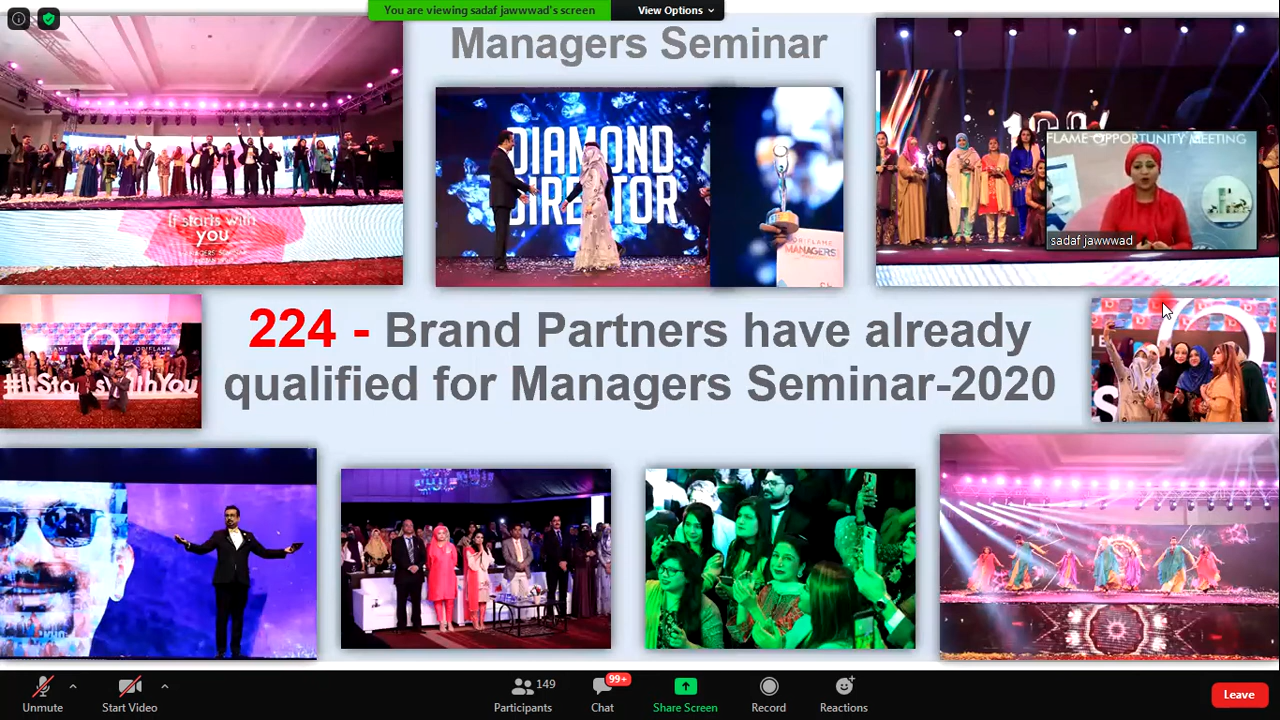 You are viewing sadaf jawwwad's screen
View Options
Managers Seminar
DIAMOND
DIRECTOR
ORIFLAME
MANAGERS
FLAME OPPORTUNITY MEETING
sadaf jawwwad
It starts with
you
224 - Brand Partners have already
qualified for Managers Seminar-2020
Unmute
Start Video
149
Participants
99+
Chat
Share Screen
Record
Reactions
Leave